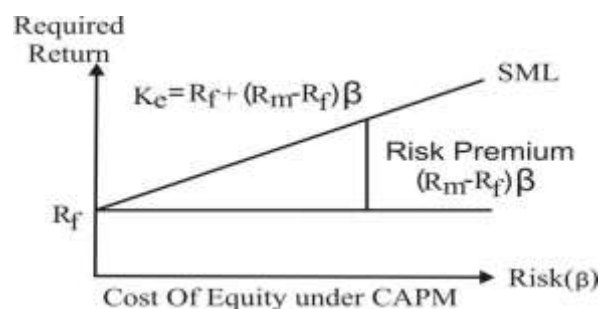 Required
Return
SML
Ke=Rf+(Rm-Rf)β
Risk Premium
(Rm-Rf)β
Rf
Risk(β)
Cost Of Equity under CAPM